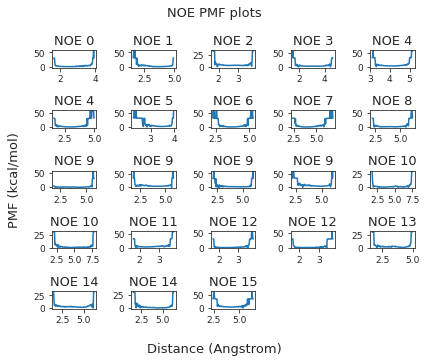 NOE PMF plots
NOE 0 NOE 1 NOE 2 NOE 3 NOE 4
50 50 25 50 50
0 0 0 0 0
2 4 2.5 5.0 2 3 2 4 3 4 5
NOE 4 NOE 5 NOE 6 NOE 7 NOE 8
50 50 50 50 50
0 0 0 0 0
2.5 5.0 3 4 2.5 5.0 2.5 5.0 2.5 5.0
NOE 9 NOE 9 NOE 9 NOE 9 NOE 10
50 50 50 50 25
0 0 0 0 0
2.5 5.0 2.5 5.0 2.5 5.0 2.5 5.0 2.5 5.0 7.5
NOE 10 NOE 11 NOE 12 NOE 12 NOE 13
25 50 50 50 25
0 0 0 0 0
2.5 5.0 7.5 2 3 2 3 2 3 2.5 5.0
NOE 14 NOE 14 NOE 15
25 25 50
0 0 0
2.5 5.0 2.5 5.0 2.5 5.0
PMF (kcal/mol)
Distance (Angstrom)